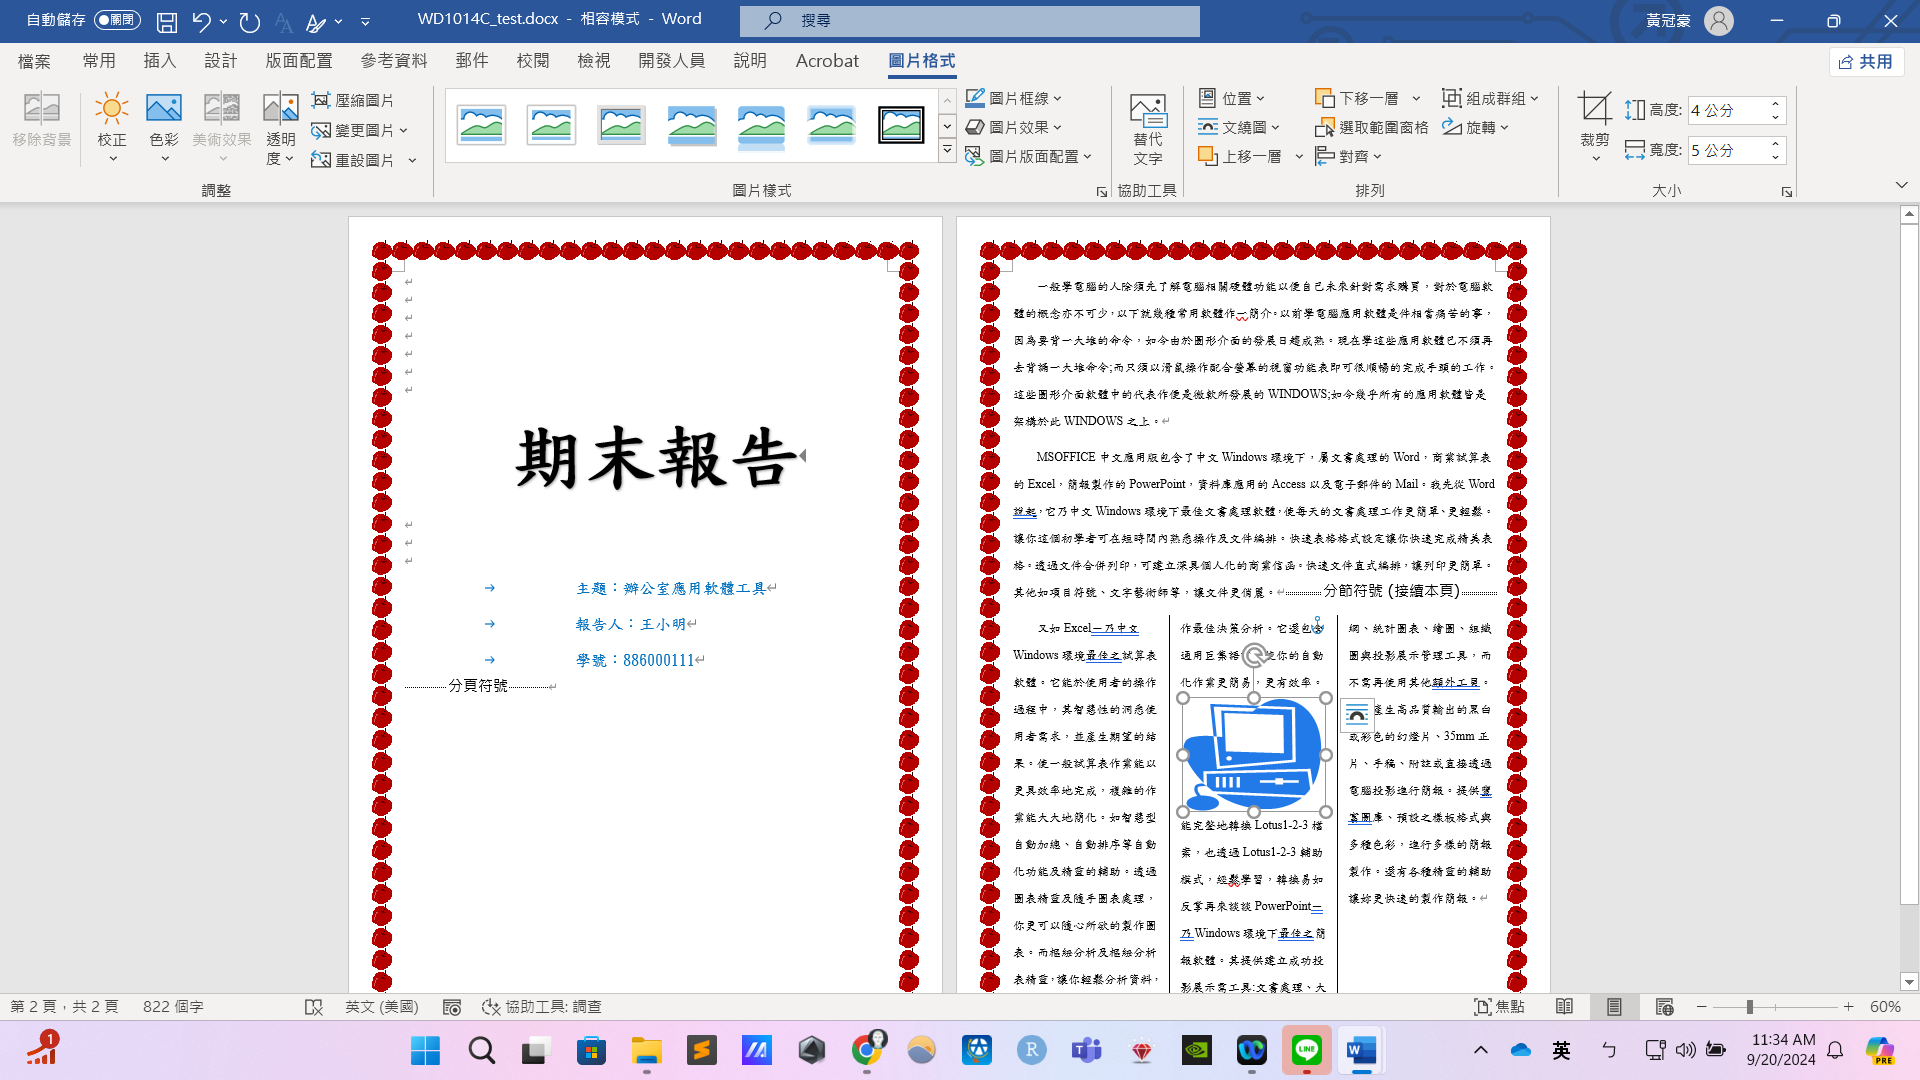 自動儲存 關閉 WD1014C_test.docx - 相容模式 - Word 搜尋 黃冠豪
檔案 常用 插入 設計 版面配置 參考資料 郵件 校閱 檢視 開發人員 說明 Acrobat 圖片格式 共用
移除背景 校正 色彩 美術效果 透明度
壓縮圖片
變更圖片
重設圖片
圖片框線
圖片效果
圖片版面配置
替代文字
位置 下移一層 組成群組
文繞圖 選取範圍窗格 旋轉
上移一層 對齊
裁剪
高度: 4 公分
寬度: 5 公分
調整 圖片樣式 協助工具 排列 大小
期末報告
主題：辦公室應用軟體工具
報告人：王小明
學號：886000111
分頁符號
一般學電腦的人除須先了解電腦相關硬體功能以便自己未來針對需求購買，對於電腦軟
體的概念亦不可少，以下就幾種常用軟體作一簡介。以前學電腦應用軟體是件相當痛苦的事，
因為要背一大堆的命令，如今由於圖形介面的發展日趨成熟。現在學這些應用軟體已不須再
去背誦一大堆命令;而只須以滑鼠操作配合螢幕的視窗功能表即可很順暢的完成手頭的工作。
這些圖形介面軟體中的代表作便是微軟所發展的 WINDOWS;如今幾乎所有的應用軟體皆是
架構於此 WINDOWS 之上。
MSOFFICE 中文應用版包含了中文 Windows 環境下，屬文書處理的 Word，商業試算表
的 Excel，簡報製作的 PowerPoint，資料庫應用的 Access 以及電子郵件的 Mail。我先從 Word
說起，它乃中文 Windows 環境下最佳文書處理軟體，使每天的文書處理工作更簡單、更輕鬆。
讓你這個初學者可在短時間內熟悉操作及文件編排。快速表格格式設定讓你快速完成精美表
格。透過文件合併列印，可建立深具個人化的商業信函。快速文件直式編排，讓列印更簡單。
其他如項目符號、文字藝術師等，讓文件更俏麗。 分節符號 (接續本頁)
又如 Excel－乃中文
Windows 環境最佳之試算表
軟體。它能於使用者的操作
過程中，其智慧性的洞悉使
用者需求，並產生期望的結
果。使一般試算表作業能以
更具效率地完成，複雜的作
業能大大地簡化。如智慧型
自動加總、自動排序等自動
化功能及精靈的輔助。透過
圖表精靈及隨手圖表處理，
你更可以隨心所欲的製作圖
表。而樞紐分析及樞紐分析
表精靈，讓你輕鬆分析資料，
作最佳決策分析。它還包含
通用巨集語 使你的自動
化作業更簡易，更有效率。
能完整地轉換 Lotus1-2-3 檔
案，也透過 Lotus1-2-3 輔助
模式，經鬆學習，轉換易如
反掌再來談談 PowerPoint－
乃 Windows 環境下最佳之簡
報軟體。其提供建立成功投
影展示需工具:文書處理、大
網、統計圖表、繪圖、組織
圖與投影展示管理工具，而
不需再使用其他額外工具。
產生高品質輸出的黑白
或彩色的幻燈片、35mm 正
片、手稿、附註或直接透過
電腦投影進行簡報。提供豐
富圖庫、預設之樣板格式與
多種色彩，進行多樣的簡報
製作。還有各種精靈的輔助
讓妳更快速的製作簡報。
第 2 頁，共 2 頁 822 個字 英文 (美國) 協助工具: 調查 焦點 60%
1
英
11:34 AM
9/20/2024
PRE